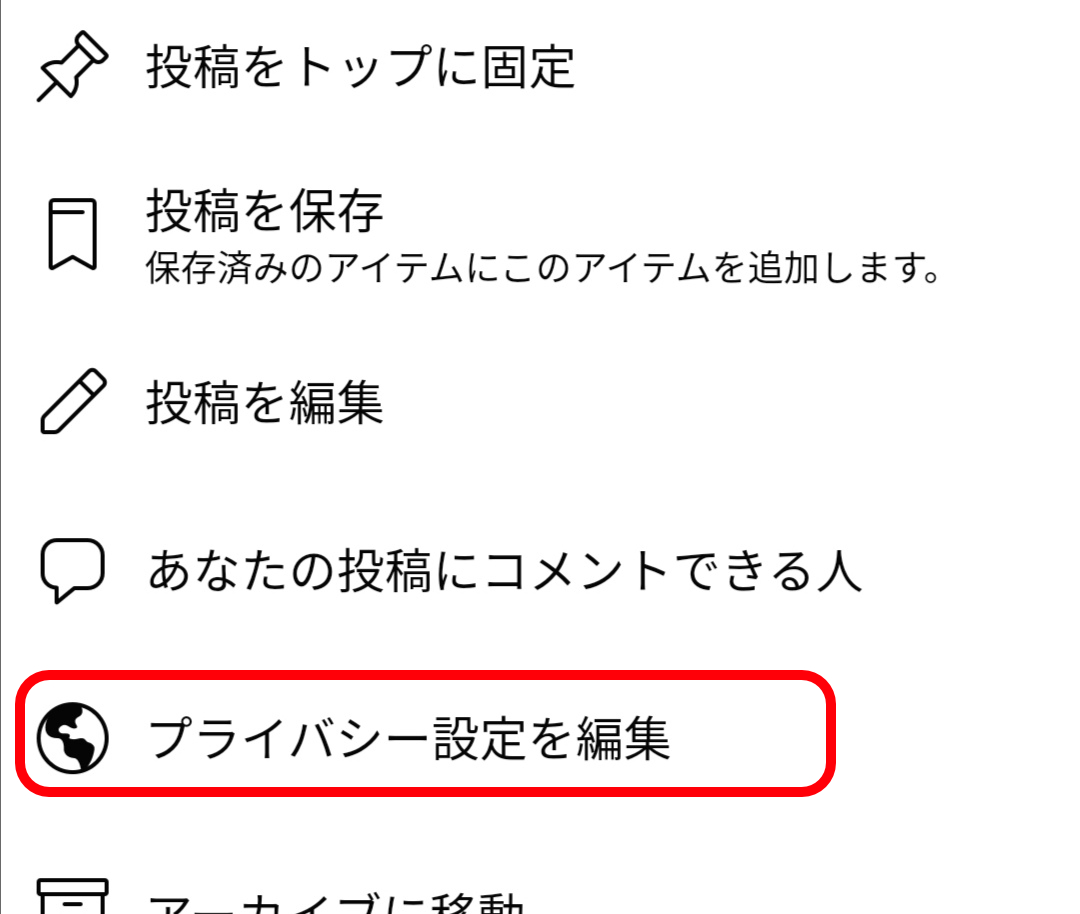 投稿をトップに固定
投稿を保存
保存済みのアイテムにこのアイテムを追加します。
投稿を編集
あなたの投稿にコメントできる人
プライバシー設定を編集
アーカイブに移動